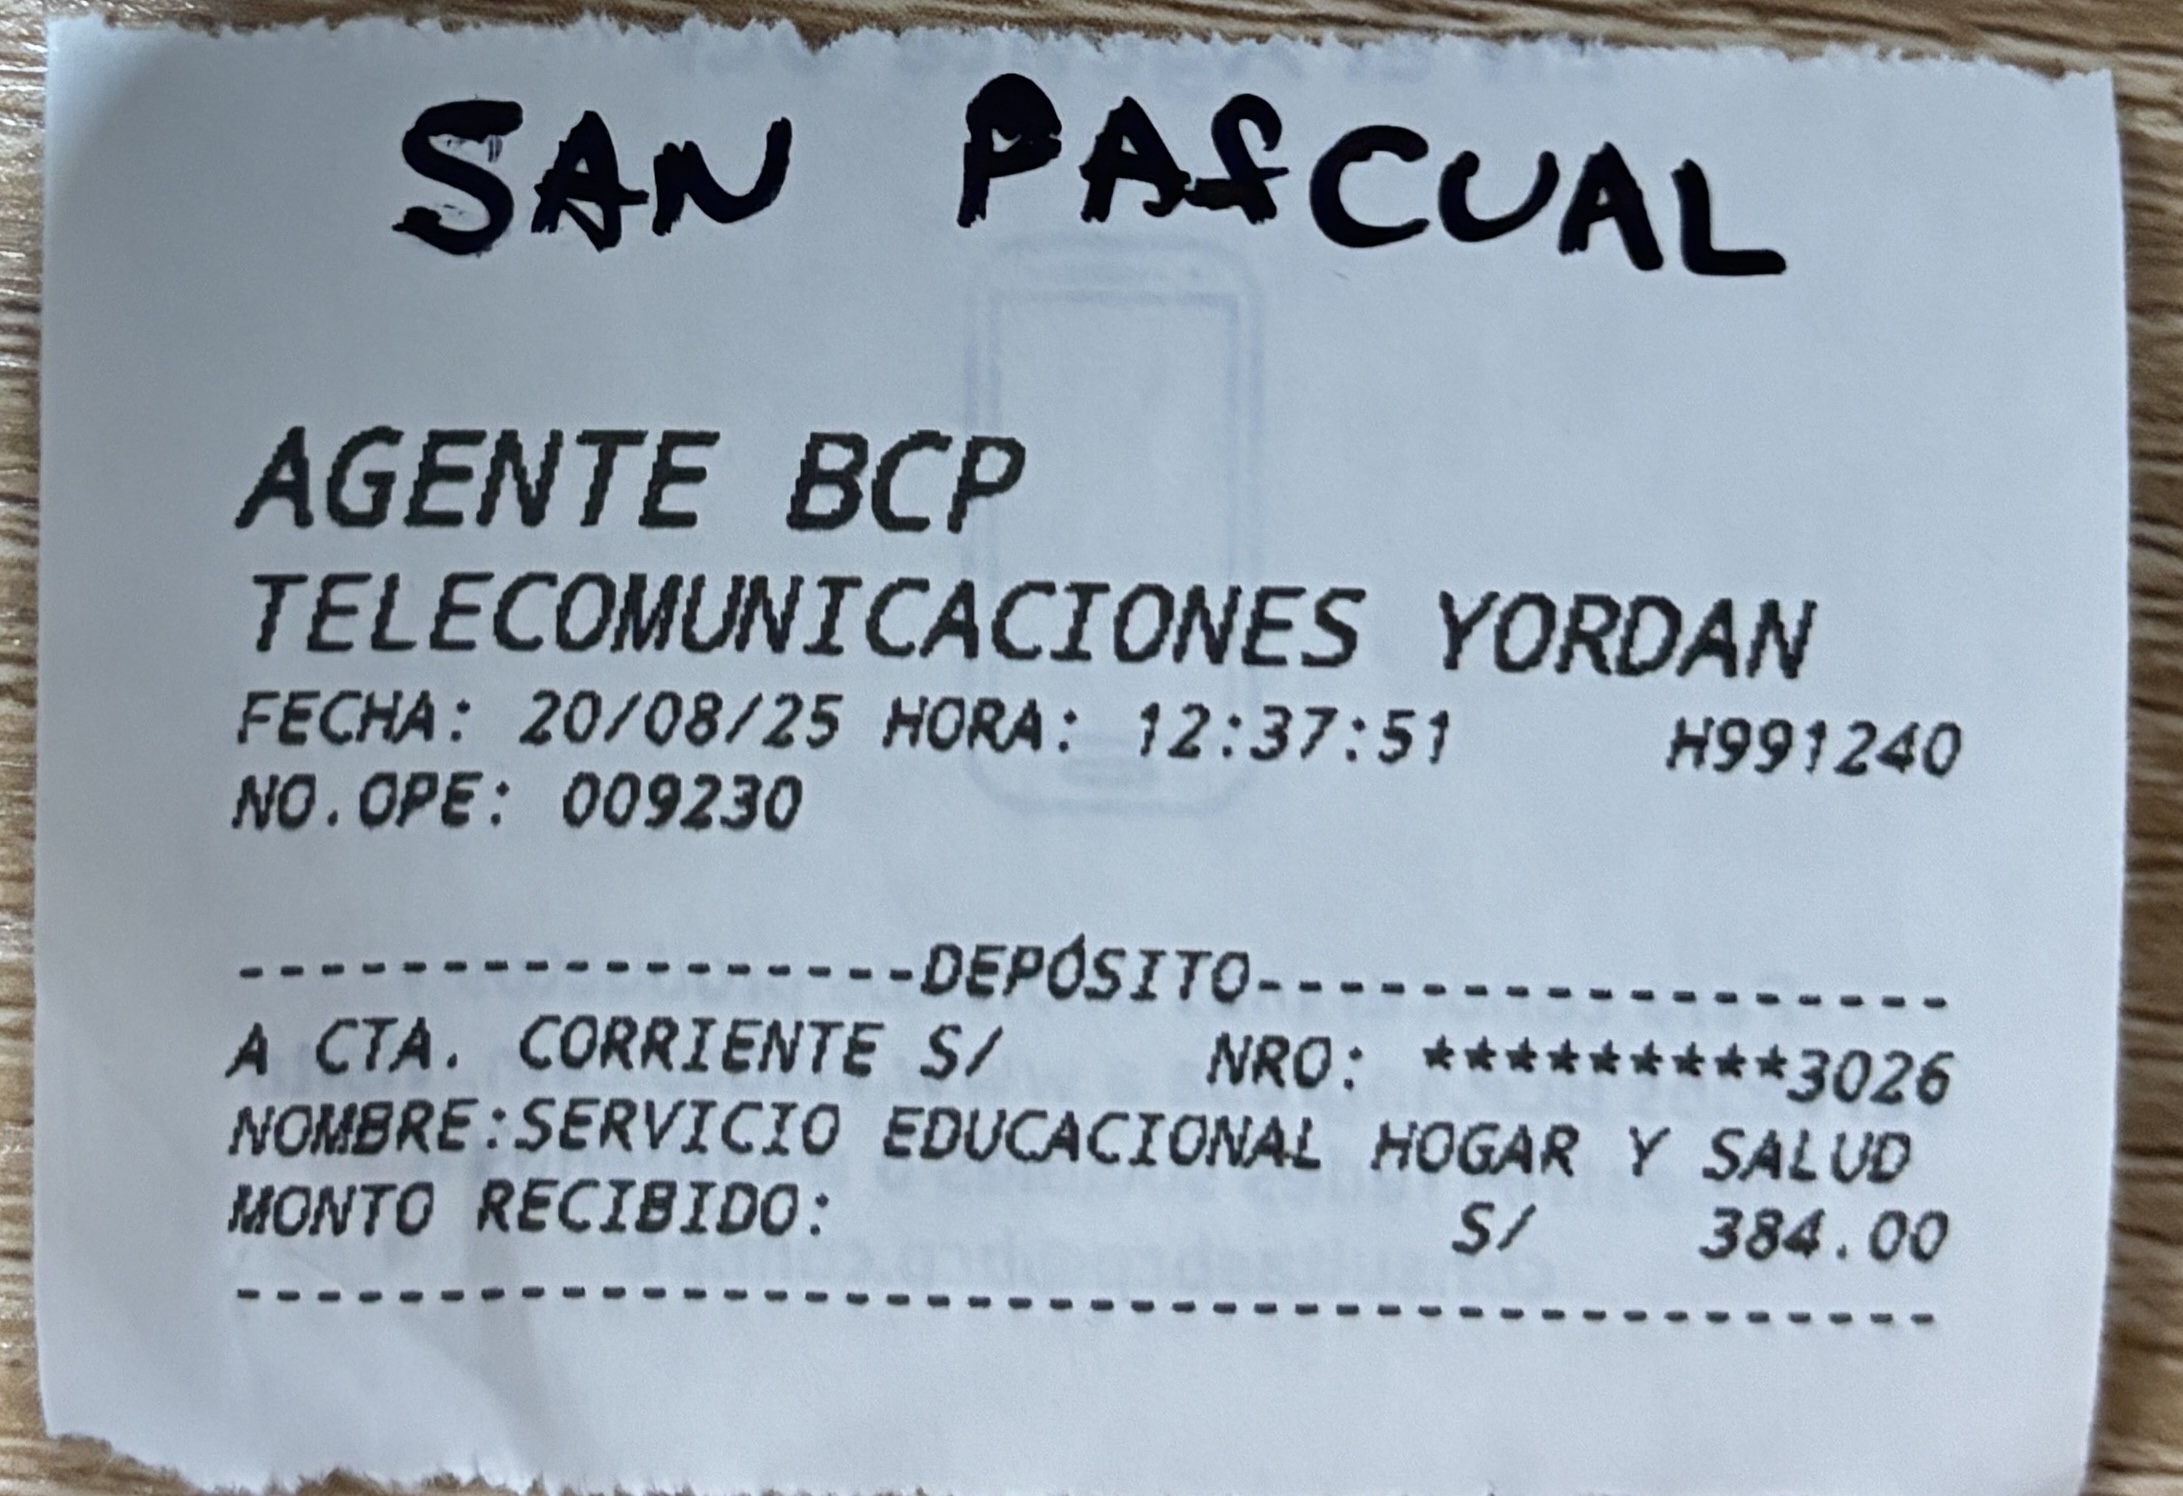 SAN PASCUAL
AGENTE BCP
TELECOMUNICACIONES YORDAN
FECHA: 20/08/25 HORA: 12:37:51 H991240
NO.OPE: 009230
------------------DEPÓSITO------------------
A CTA. CORRIENTE S/ NRO: *********3026
NOMBRE:SERVICIO EDUCACIONAL HOGAR Y SALUD
MONTO RECIBIDO: S/ 384.00
------------------------------------------